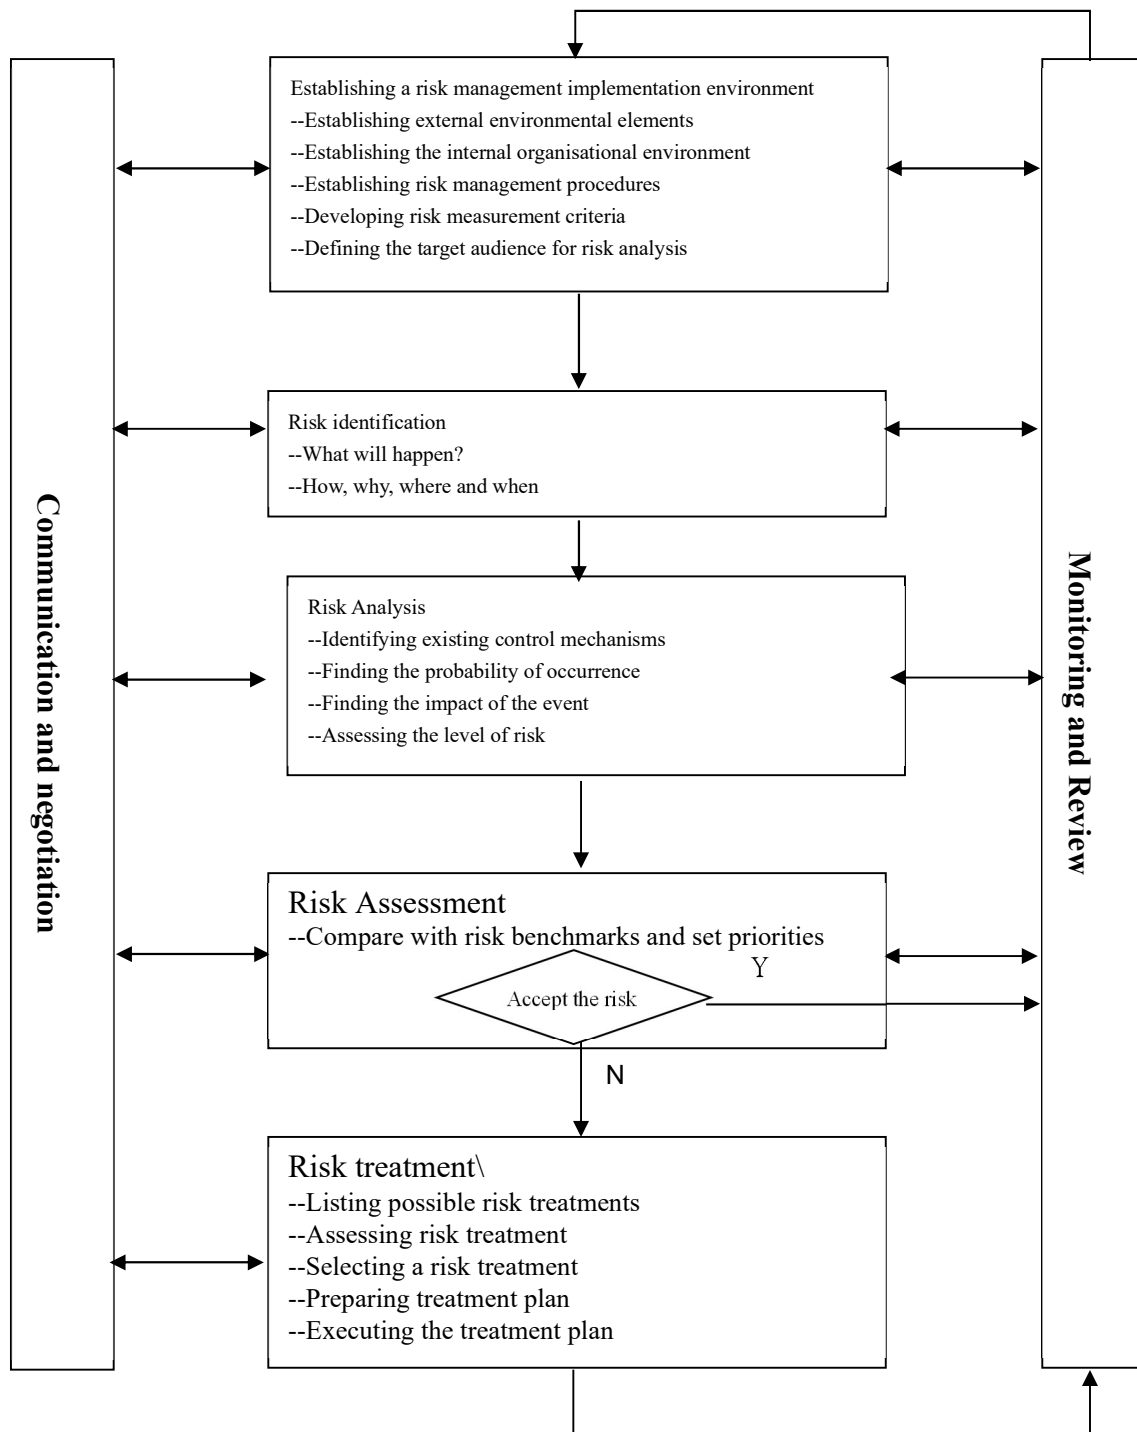 Establishing a risk management implementation environment
--Establishing external environmental elements
--Establishing the internal organisational environment
--Establishing risk management procedures
--Developing risk measurement criteria
--Defining the target audience for risk analysis
Risk identification
--What will happen?
--How, why, where and when
Communication and negotiation
Monitoring and Review
Risk Analysis
--Identifying existing control mechanisms
--Finding the probability of occurrence
--Finding the impact of the event
--Assessing the level of risk
Risk Assessment
--Compare with risk benchmarks and set priorities
Y
Accept the risk
N
Risk treatment\
--Listing possible risk treatments
--Assessing risk treatment
--Selecting a risk treatment
--Preparing treatment plan
--Executing the treatment plan